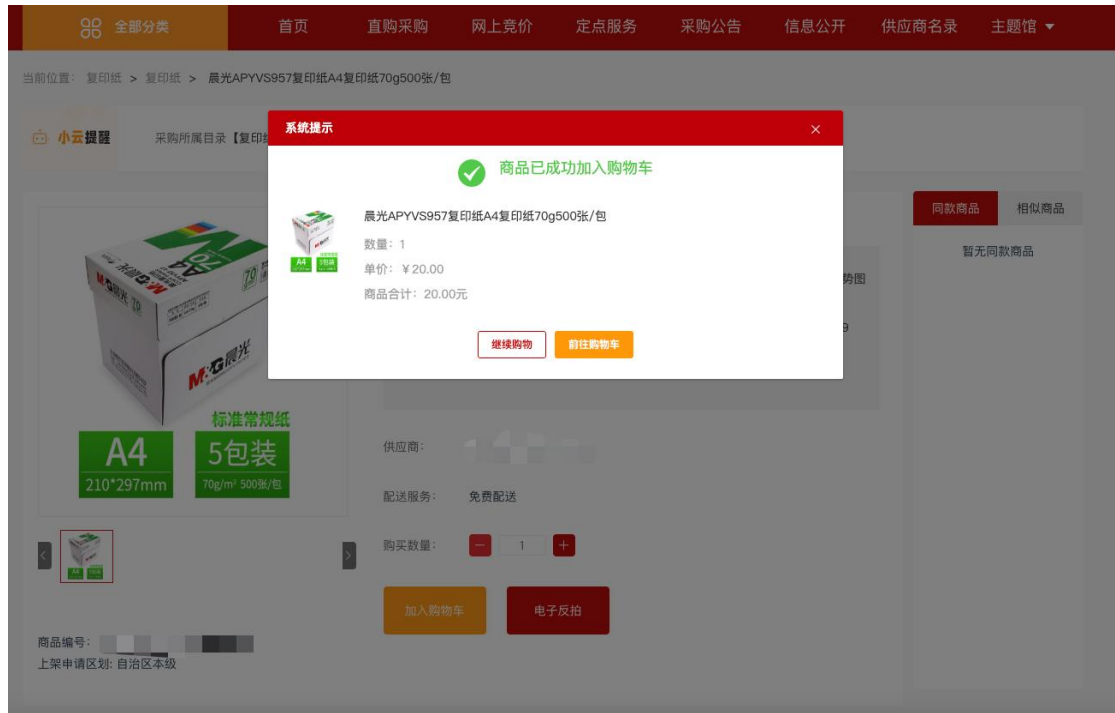 全部分类 首页 直购采购 网上竞价 定点服务 采购公告 信息公开 供应商名录 主题馆
当前位置： 复印纸 > 复印纸 > 晨光APYVS957复印纸A4复印纸70g500张/包
小云提醒 采购所属目录【复印
系统提示 ×
商品已成功加入购物车
晨光APYVS957复印纸A4复印纸70g500张/包
数量：1
单价：￥20.00
商品合计：20.00元
继续购物 前往购物车
同款商品 相似商品
暂无同款商品
势图
9
M&G晨光
标准常规纸
A4 5包装
210*297mm 70g/m² 500张/包
供应商：
配送服务： 免费配送
购买数量： － 1 ＋
加入购物车 电子反拍
商品编号：
上架申请区划: 自治区本级